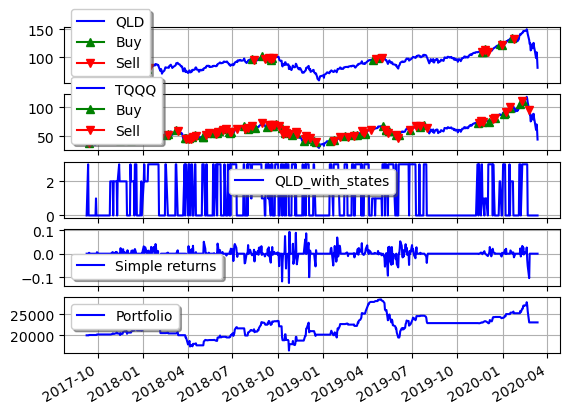 QLD
Buy
Sell
150
100
TQQQ
Buy
Sell
100
50
QLD_with_states
2
0
0.1
0.0
−0.1
Simple returns
25000
20000
Portfolio
2017-10
2018-01
2018-04
2018-07
2018-10
2019-01
2019-04
2019-07
2019-10
2020-01
2020-04